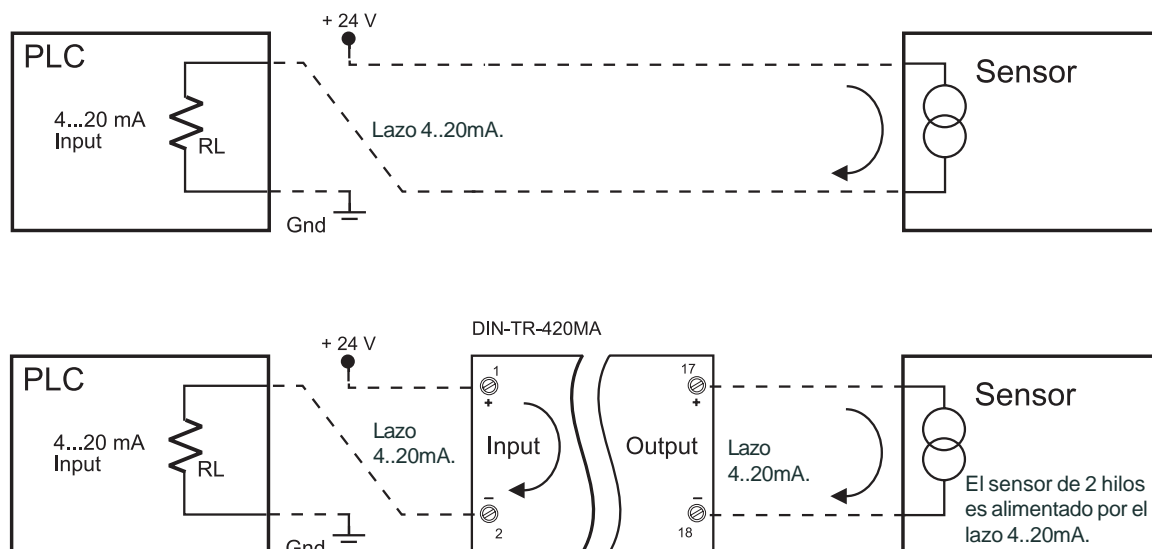 + 24 V
PLC
Sensor
4...20 mA
Input
RL
Lazo 4..20mA.
Gnd
DIN-TR-420MA
+ 24 V
PLC
1
+
17
+
Sensor
4...20 mA
Input
RL
Lazo
4..20mA.
Input
Output
Lazo
4..20mA.
El sensor de 2 hilos
es alimentado por el
lazo 4..20mA.
–
2
–
18
Gnd